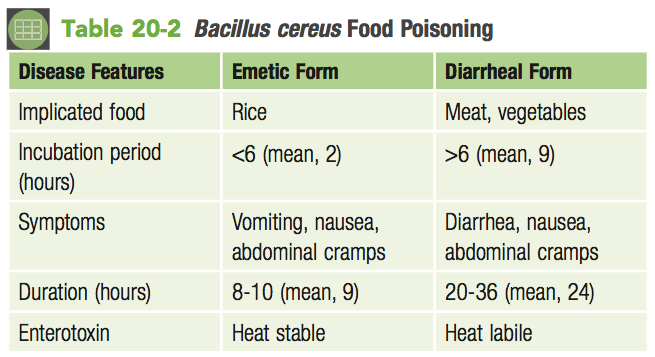 Table 20-2 Bacillus cereus Food Poisoning
Disease Features Emetic Form Diarrheal Form
Implicated food Rice Meat, vegetables
Incubation period (hours) <6 (mean, 2) >6 (mean, 9)
Symptoms Vomiting, nausea, abdominal cramps Diarrhea, nausea, abdominal cramps
Duration (hours) 8-10 (mean, 9) 20-36 (mean, 24)
Enterotoxin Heat stable Heat labile